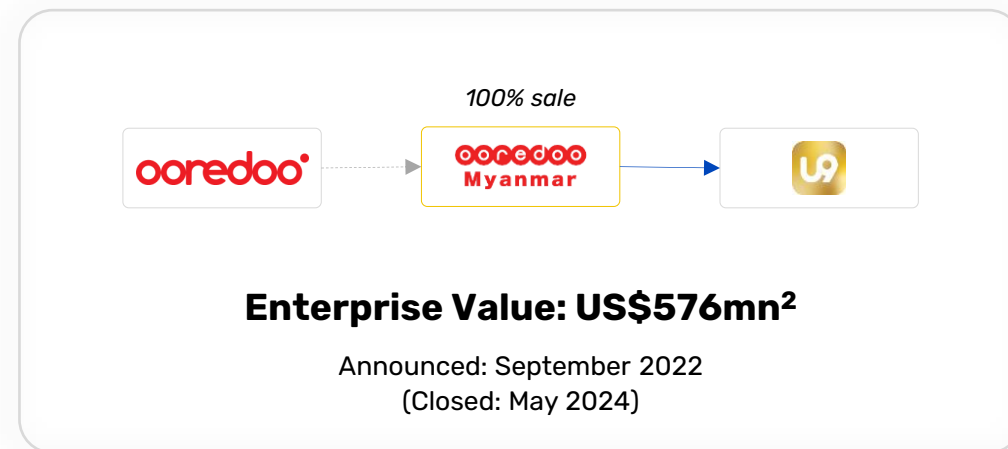 100% sale
ooredoo
ooredoo
Myanmar
U9
Enterprise Value: US$576mn²
Announced: September 2022
(Closed: May 2024)